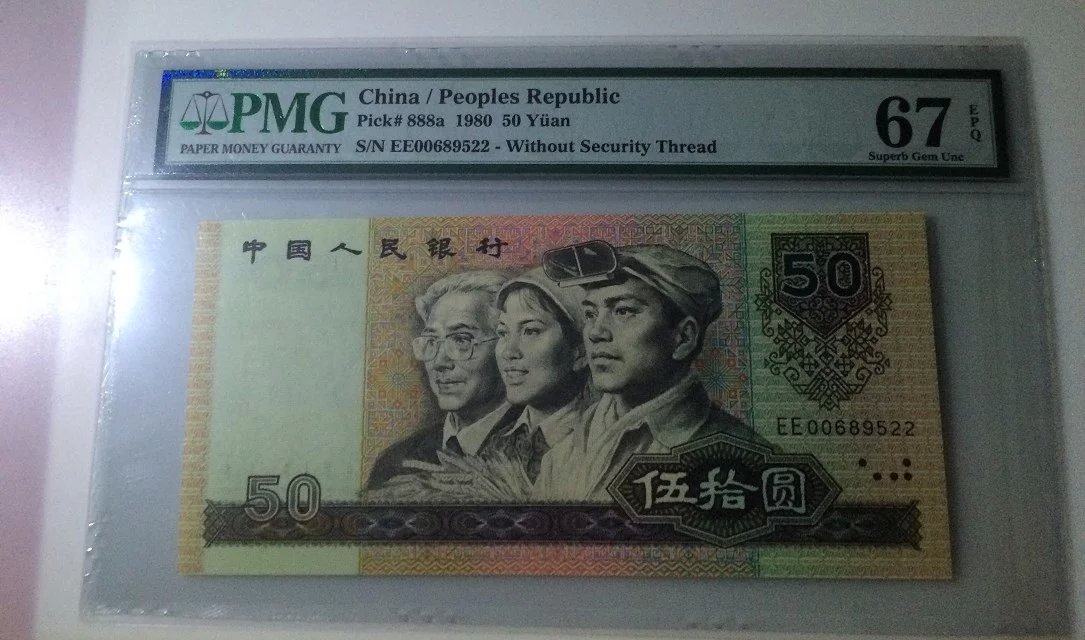 PMG
PAPER MONEY GUARANTY
China / Peoples Republic
Pick# 888a 1980 50 Yüan
S/N EE00689522 - Without Security Thread
67
EPQ
Superb Gem Unc
中国人民银行
50
EE00689522
50
伍拾圆